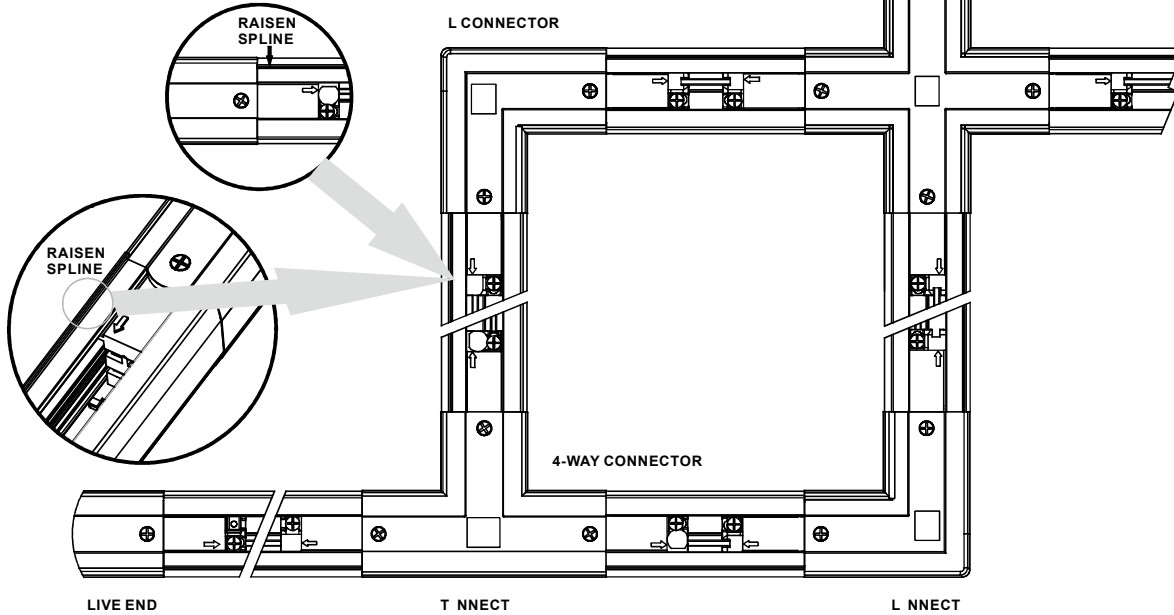 RAISEN
SPLINE
L CONNECTOR
RAISEN
SPLINE
4-WAY CONNECTOR
LIVE END
T NNECT
L NNECT